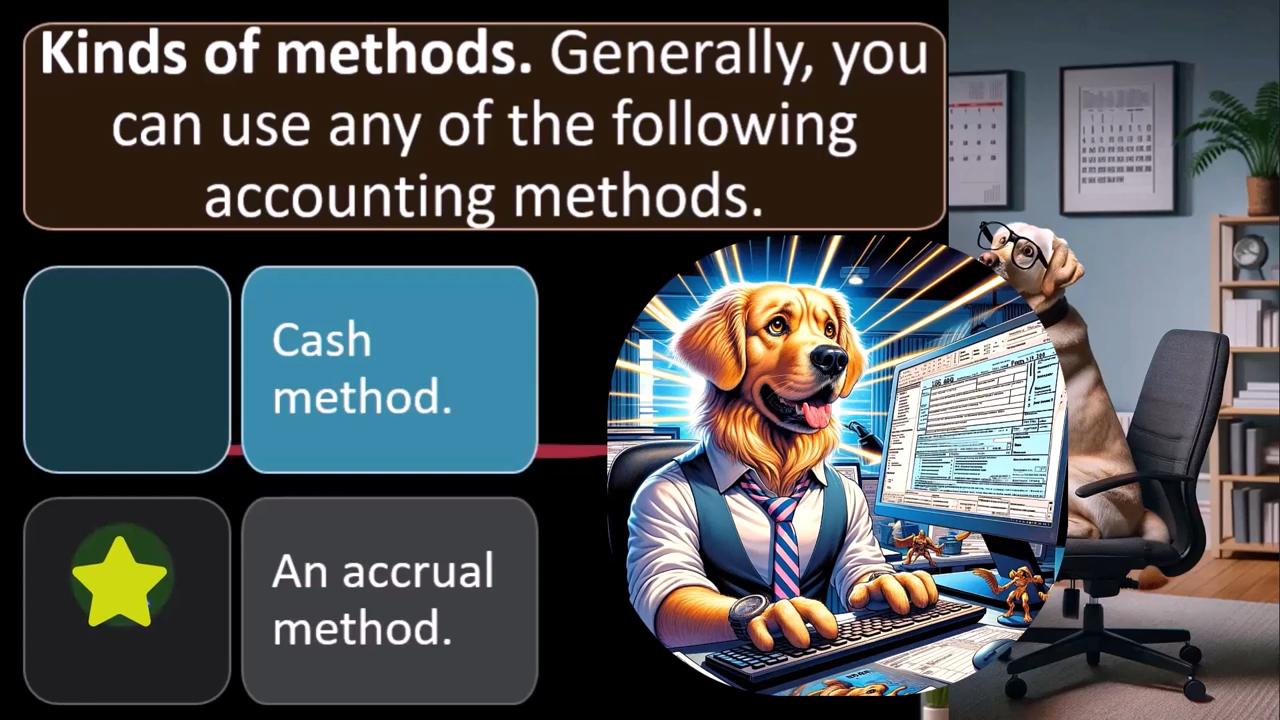 Kinds of methods. Generally, you
can use any of the following
accounting methods.
Cash
method.
An accrual
method.